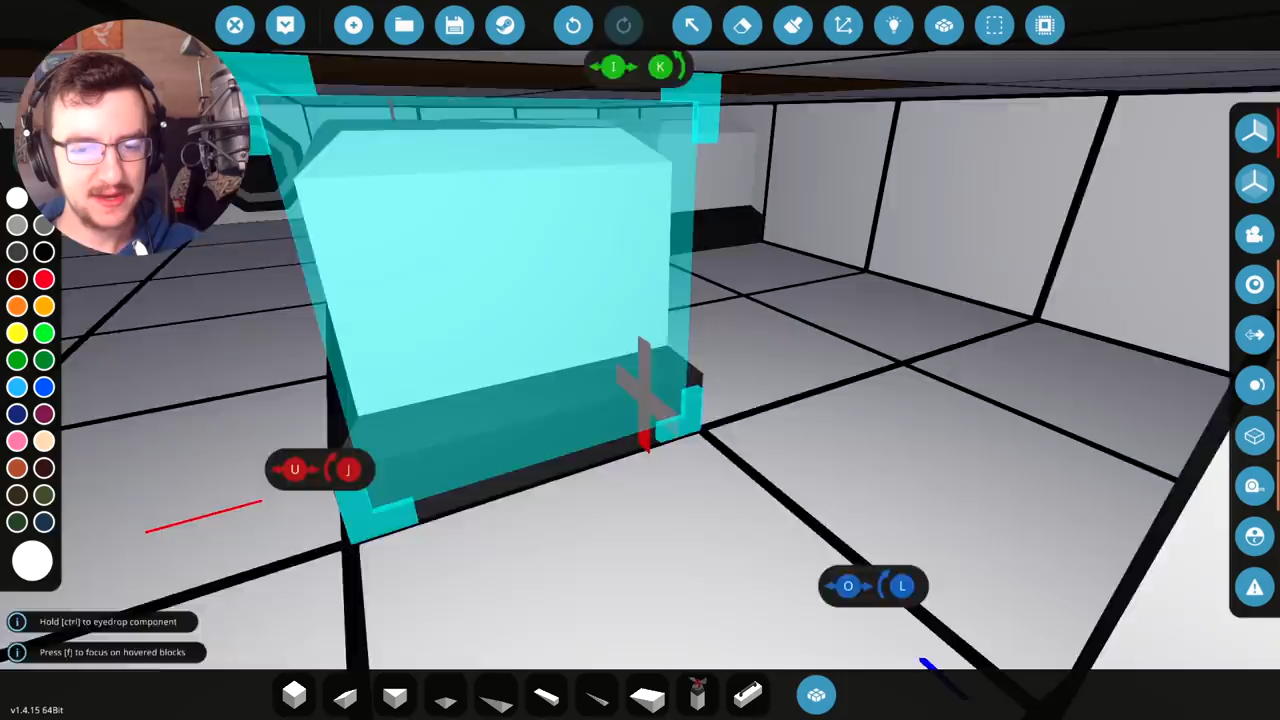 I K
U J
O L
Hold [ctrl] to eyedrop component
Press [f] to focus on hovered blocks
v1.4.15 64Bit